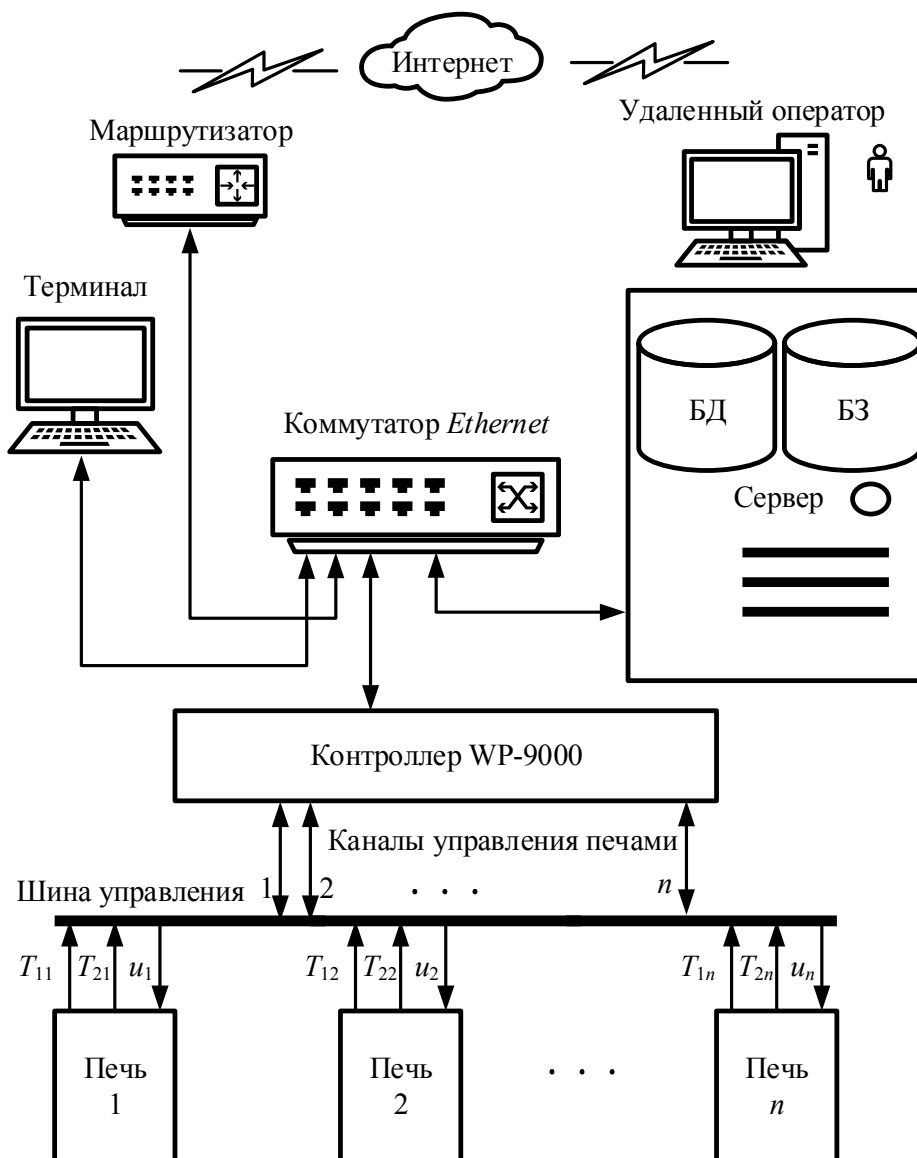 Интернет
Удаленный оператор
Маршрутизатор
Терминал
БД БЗ
Коммутатор Ethernet
Сервер
Контроллер WP-9000
Каналы управления печами
Шина управления 1 2 . . . n
T11 T21 u1 T12 T22 u2 T1n T2n un
Печь Печь . . . Печь
1 2 n